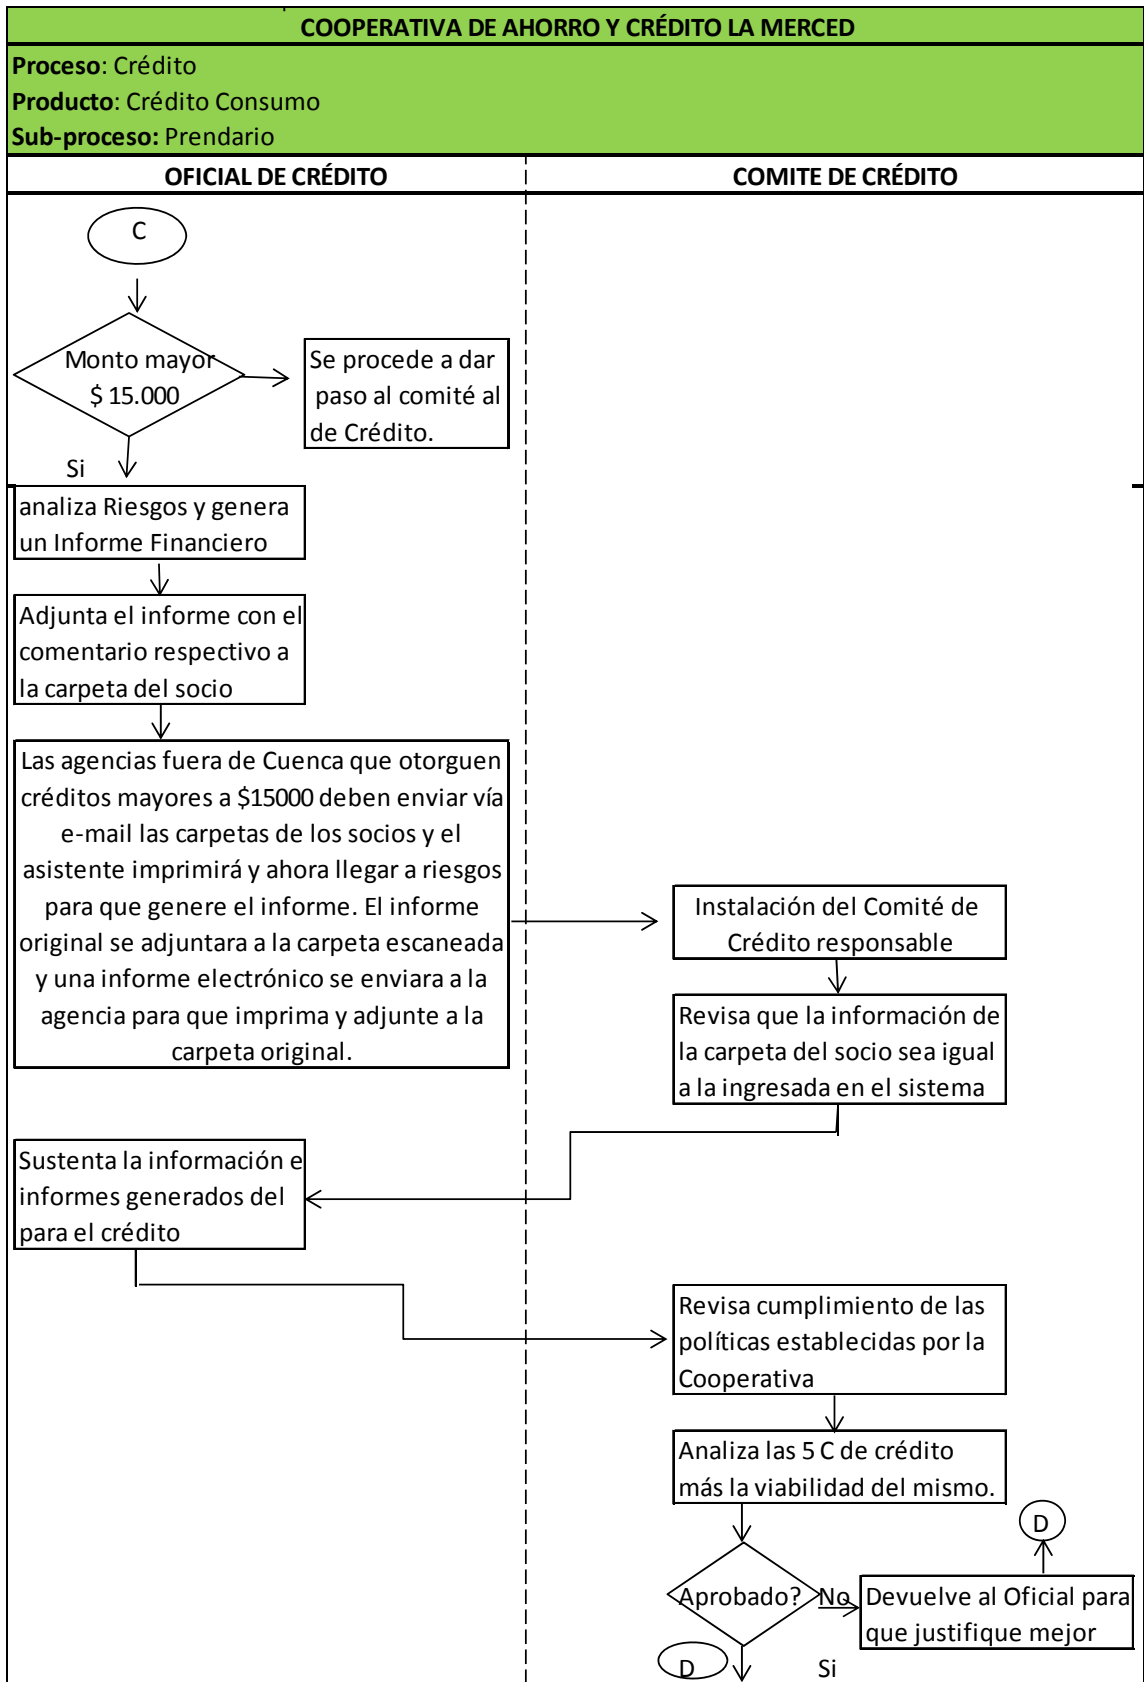 COOPERATIVA DE AHORRO Y CRÉDITO LA MERCED
Proceso: Crédito
Producto: Crédito Consumo
Sub-proceso: Prendario
OFICIAL DE CRÉDITO
COMITE DE CRÉDITO
C
Monto mayor
$ 15.000
Se procede a dar
paso al comité al
de Crédito.
Si
analiza Riesgos y genera
un Informe Financiero
Adjunta el informe con el
comentario respectivo a
la carpeta del socio
Las agencias fuera de Cuenca que otorguen
créditos mayores a $15000 deben enviar vía
e-mail las carpetas de los socios y el
asistente imprimirá y ahora llegar a riesgos
para que genere el informe. El informe
original se adjuntara a la carpeta escaneada
y una informe electrónico se enviara a la
agencia para que imprima y adjunte a la
carpeta original.
Instalación del Comité de
Crédito responsable
Revisa que la información de
la carpeta del socio sea igual
a la ingresada en el sistema
Sustenta la información e
informes generados del
para el crédito
Revisa cumplimiento de las
políticas establecidas por la
Cooperativa
Analiza las 5 C de crédito
más la viabilidad del mismo.
D
Aprobado?
No
Devuelve al Oficial para
que justifique mejor
D
Si